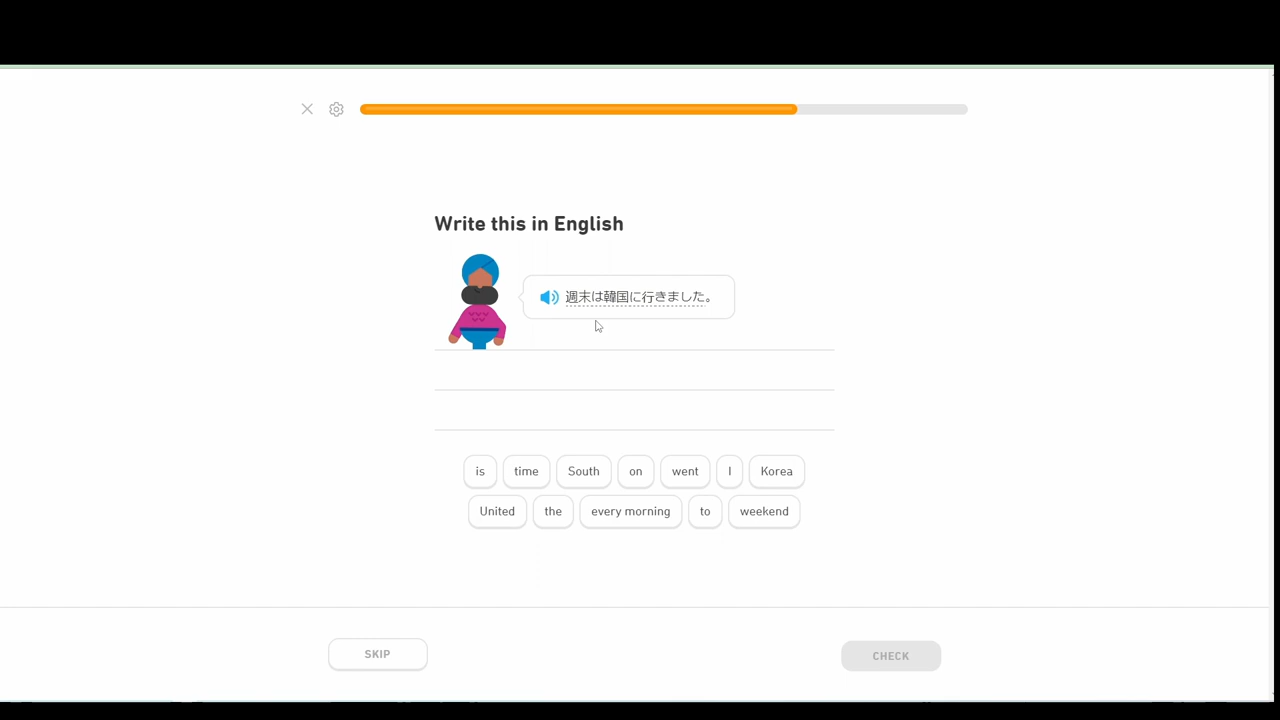 Write this in English
週末は韓国に行きました。
is time South on went I Korea
United the every morning to weekend
SKIP CHECK